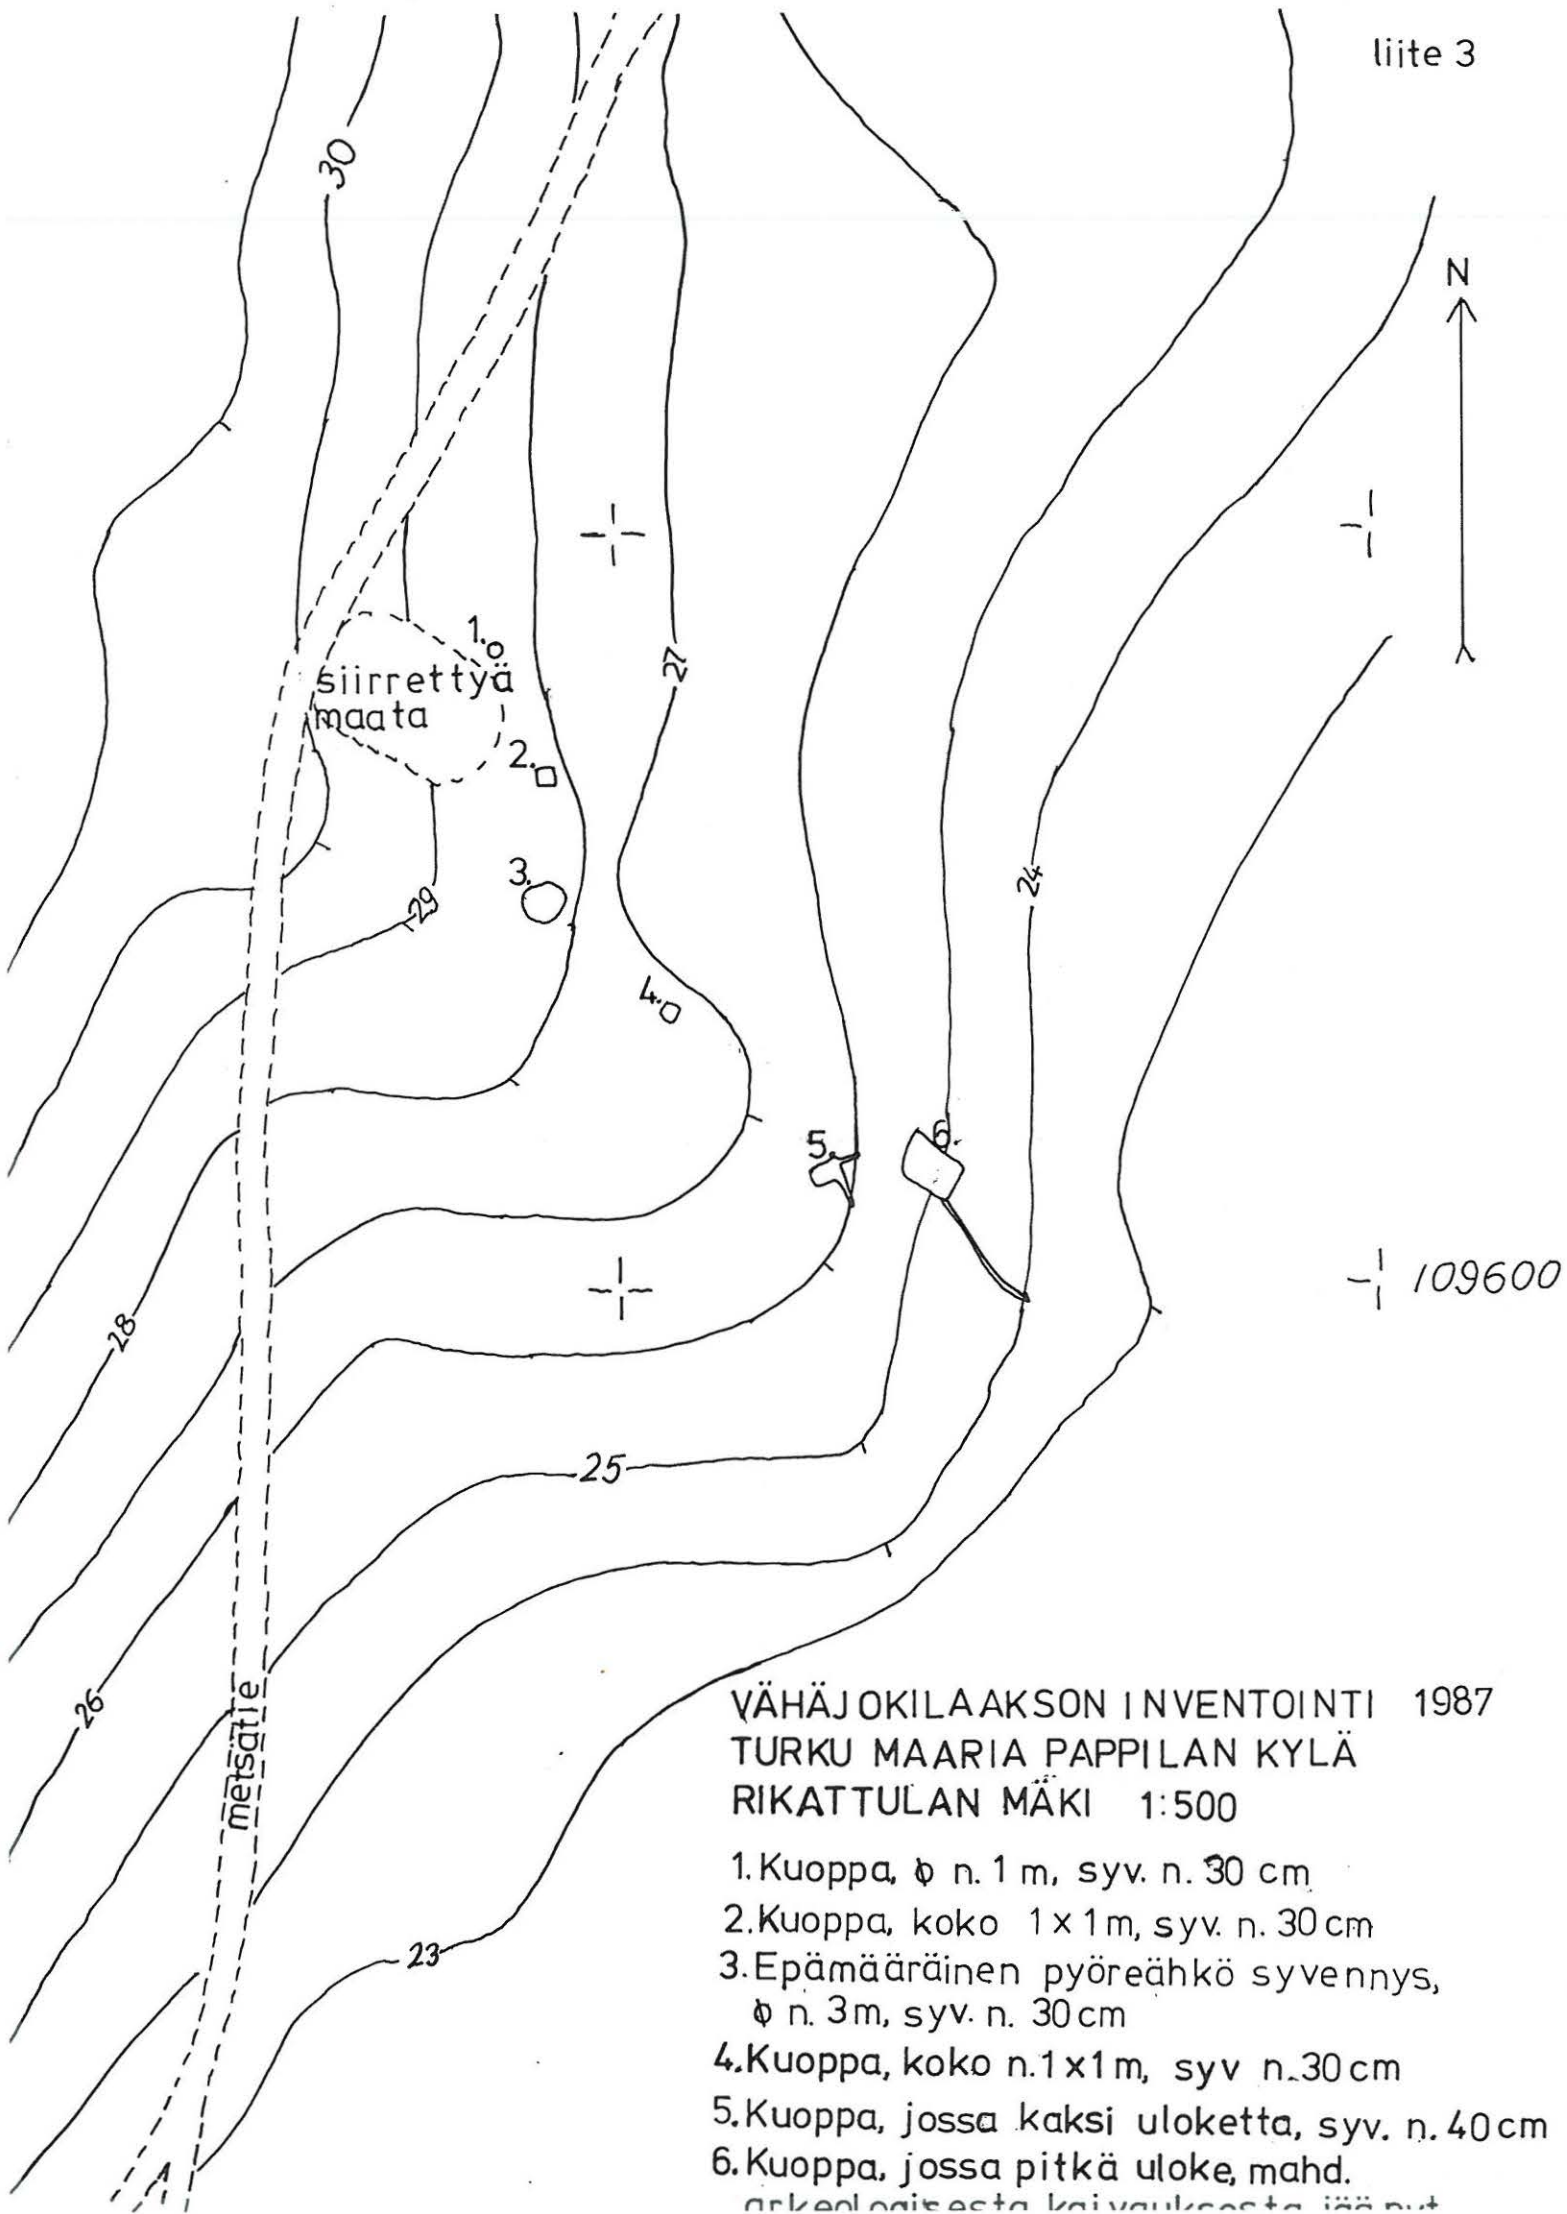 liite 3
30
N
1.
siirrettyä
maata
27
2.
3.
24
29
4.
5.
6.
109600
28
25
26
metsätie
23
VÄHÄJOKILAAKSON INVENTOINTI 1987
TURKU MAARIA PAPPILAN KYLÄ
RIKATTULAN MÄKI 1:500
1. Kuoppa, ϕ n. 1 m, syv. n. 30 cm
2. Kuoppa, koko 1 x 1 m, syv. n. 30 cm
3. Epämääräinen pyöreähkö syvennys,
ϕ n. 3 m, syv. n. 30 cm
4. Kuoppa, koko n. 1 x 1 m, syv n. 30 cm
5. Kuoppa, jossa kaksi uloketta, syv. n. 40 cm
6. Kuoppa, jossa pitkä uloke, mahd.
arkeologisesta kaivauksesta jäänyt